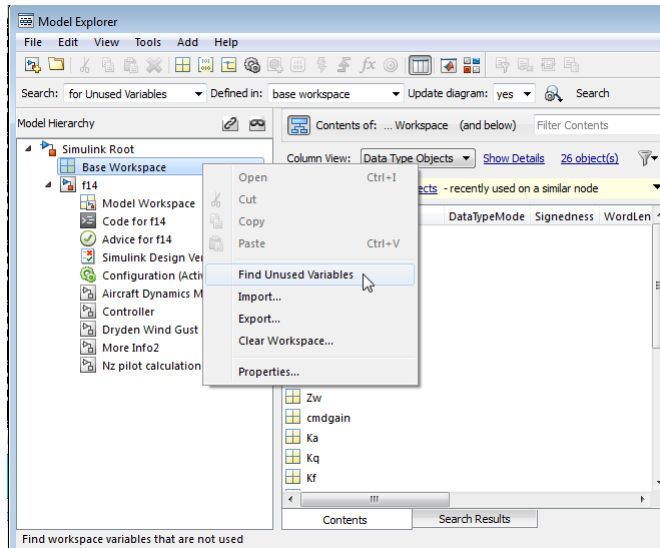 Model Explorer
File Edit View Tools Add Help
fx
Search: for Unused Variables Defined in: base workspace Update diagram: yes Search
Model Hierarchy
Contents of: ... Workspace (and below) Filter Contents
Simulink Root
Column View: Data Type Objects Show Details 26 object(s)
Base Workspace
- recently used on a similar node
f14
DataTypeMode Signedness WordLen
Model Workspace
Code for f14
Advice for f14
Simulink Design Ver
Configuration (Activ
Aircraft Dynamics M
Controller
Dryden Wind Gust
More Info2
Nz pilot calculation
Open Ctrl+I
Cut
Copy
Paste Ctrl+V
Find Unused Variables
Import...
Export...
Clear Workspace...
Properties...
Zw
cmdgain
Ka
Kq
Kf
Contents Search Results
Find workspace variables that are not used